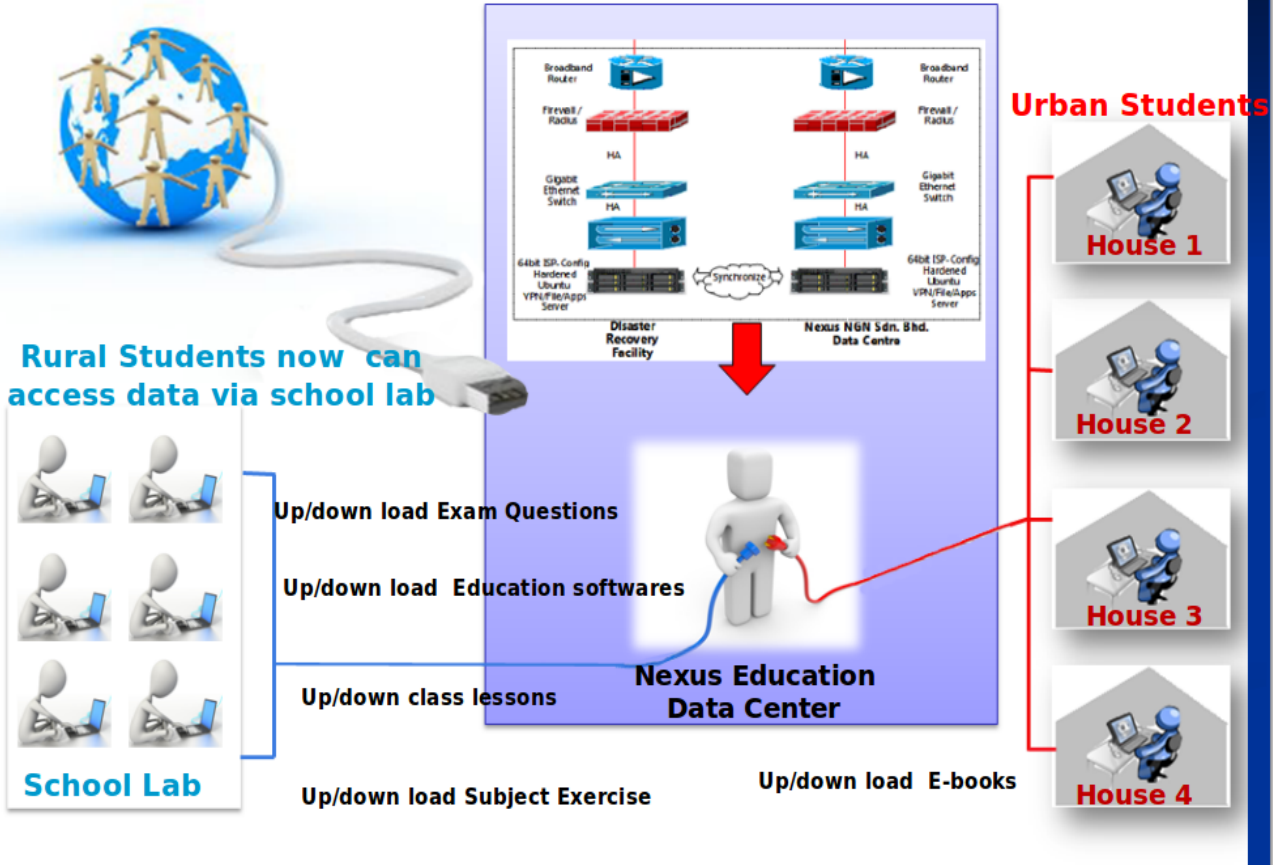 Broadband
Router
Firewall /
Radius
HA
Gigabit
Ethernet
Switch
HA
64bit ISP-Config
Hardened
Ubuntu
VPN/File/Apps
Server
Disaster
Recovery
Facility
Synchronize
Broadband
Router
Firewall /
Radius
HA
Gigabit
Ethernet
Switch
HA
64bit ISP-Config
Hardened
Ubuntu
VPN/File/Apps
Server
Nexus NGN Sdn. Bhd.
Data Centre
Urban Students
House 1
House 2
House 3
House 4
Rural Students now can
access data via school lab
School Lab
Up/down load Exam Questions
Up/down load Education softwares
Up/down class lessons
Up/down load Subject Exercise
Nexus Education
Data Center
Up/down load E-books